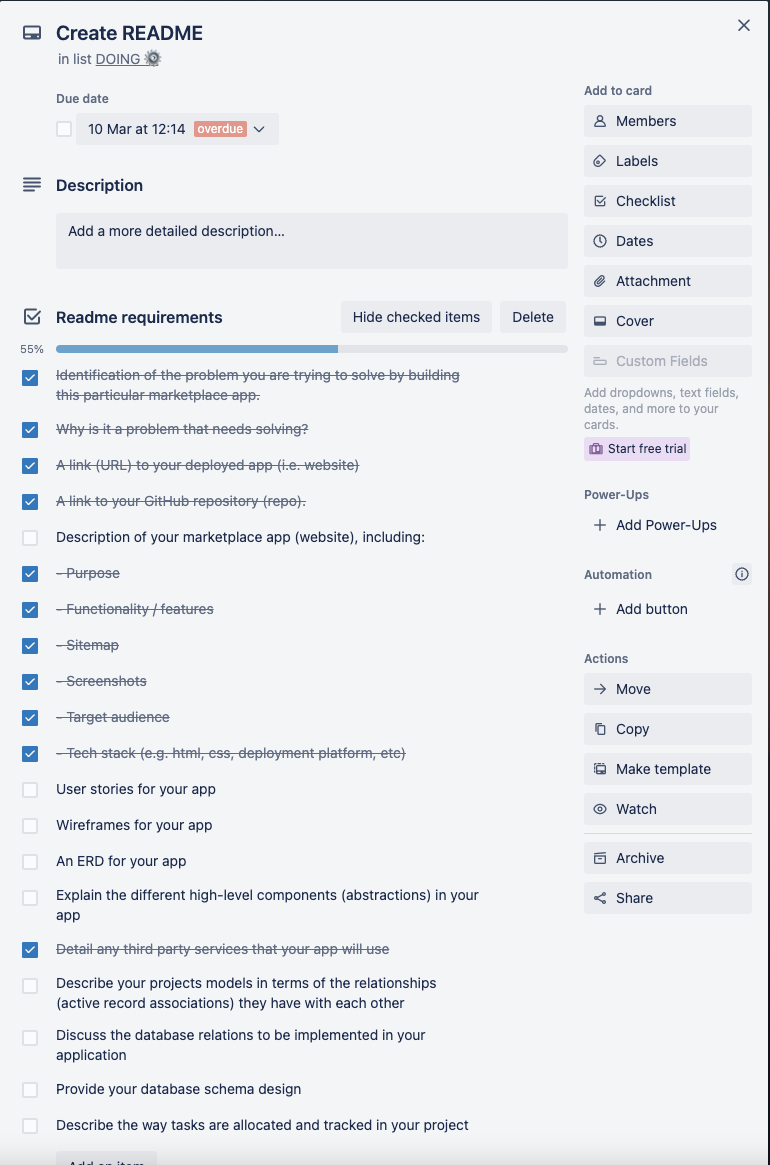 Create README
in list DOING
Due date
10 Mar at 12:14 overdue
Description
Add a more detailed description...
Readme requirements
Hide checked items
Delete
55%
Identification of the problem you are trying to solve by building
this particular marketplace app.
Why is it a problem that needs solving?
A link (URL) to your deployed app (i.e. website)
A link to your GitHub repository (repo).
Description of your marketplace app (website), including:
- Purpose
- Functionality / features
- Sitemap
- Screenshots
- Target audience
- Tech stack (e.g. html, css, deployment platform, etc)
User stories for your app
Wireframes for your app
An ERD for your app
Explain the different high-level components (abstractions) in your
app
Detail any third party services that your app will use
Describe your projects models in terms of the relationships
(active record associations) they have with each other
Discuss the database relations to be implemented in your
application
Provide your database schema design
Describe the way tasks are allocated and tracked in your project
Add an item
Add to card
Members
Labels
Checklist
Dates
Attachment
Cover
Custom Fields
Add dropdowns, text fields,
dates, and more to your
cards.
Start free trial
Power-Ups
+ Add Power-Ups
Automation
+ Add button
Actions
Move
Copy
Make template
Watch
Archive
Share